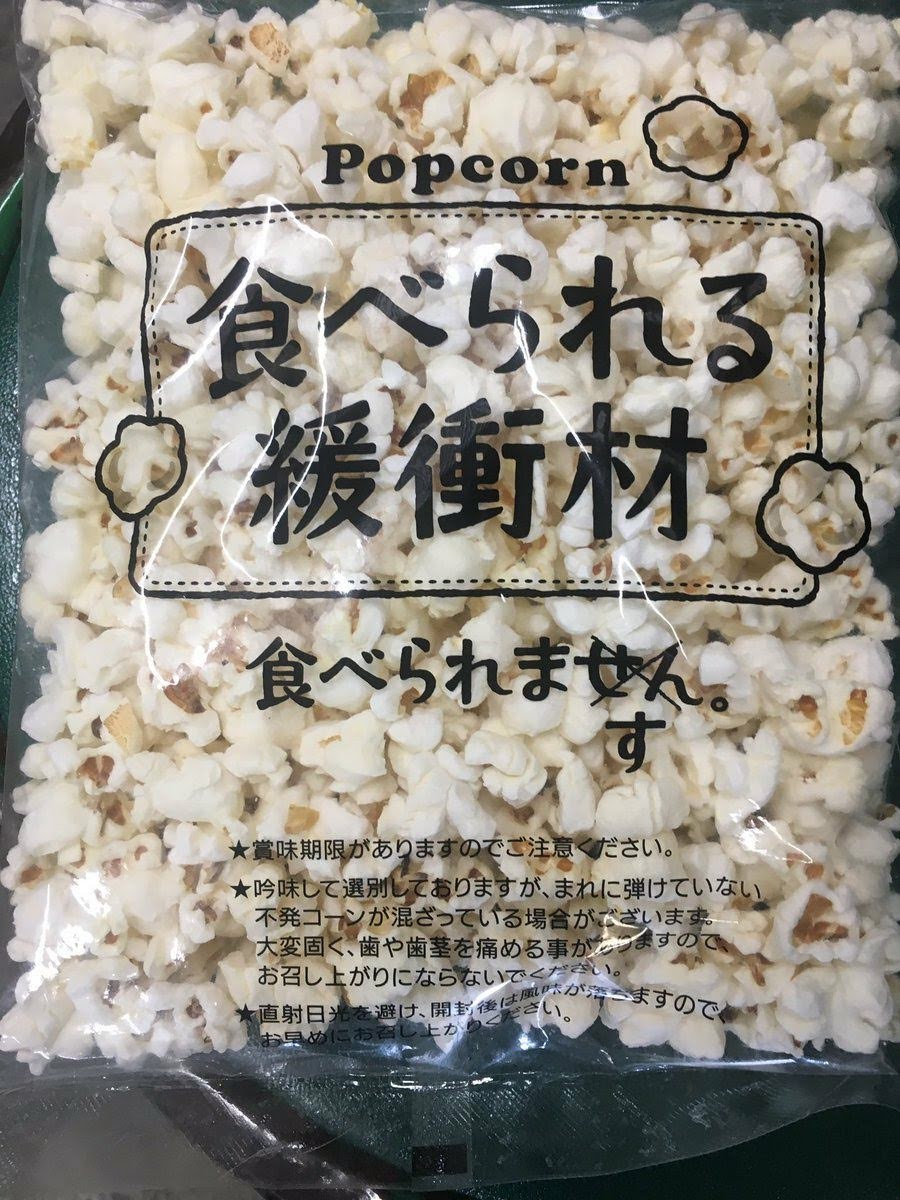 Popcorn
食べられる
緩衝材
食べられません。
す
★賞味期限がありますのでご注意ください。
★吟味して選別しておりますが、まれに弾けていない
不発コーンが混ざっている場合がございます。
大変固く、歯や歯茎を痛める事がありますので、
お召し上がりにならないでください。
★直射日光を避け、開封後は風味が落ちますので、
お早めにお召し上がりください。